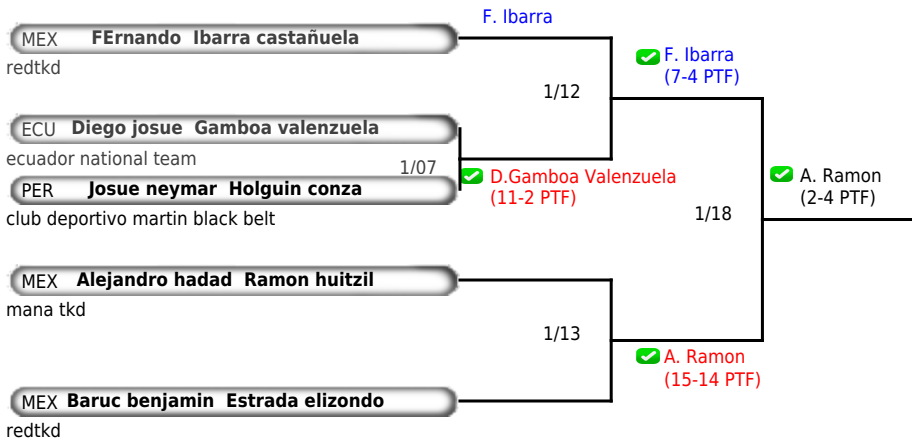 F. Ibarra
MEX FErnando Ibarra castañuela
redtkd
F. Ibarra
(7-4 PTF)
1/12
ECU Diego josue Gamboa valenzuela
ecuador national team
1/07
D.Gamboa Valenzuela
(11-2 PTF)
PER Josue neymar Holguin conza
club deportivo martin black belt
A. Ramon
(2-4 PTF)
1/18
MEX Alejandro hadad Ramon huitzil
mana tkd
1/13
A. Ramon
(15-14 PTF)
MEX Baruc benjamin Estrada elizondo
redtkd